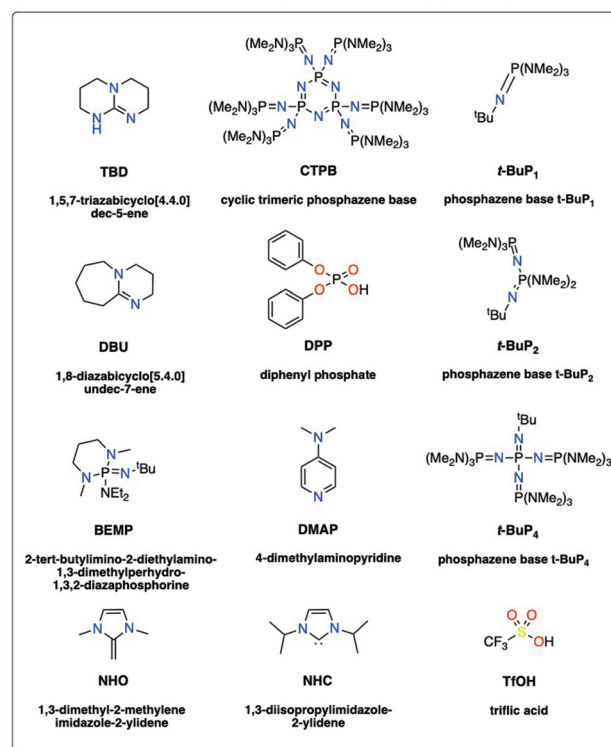 (Me2N)3P P(NMe2)3
N N
P
N N
(Me2N)3P=N-P P-N=P(NMe2)3
N N N
(Me2N)3P P(NMe2)3
N
N N
H
P(NMe2)3
N
tBu
TBD
CTPB
t-BuP1
1,5,7-triazabicyclo[4.4.0]
dec-5-ene
cyclic trimeric phosphazene base
phosphazene base t-BuP1
N
N
O O
P
O OH
(Me2N)3P
N
P(NMe2)2
N
tBu
DBU
DPP
t-BuP2
1,8-diazabicyclo[5.4.0]
undec-7-ene
diphenyl phosphate
phosphazene base t-BuP2
N
P=N tBu
N
NEt2
N
N
tBu
N
(Me2N)3P=N-P-N=P(NMe2)3
N
P(NMe2)3
BEMP
DMAP
t-BuP4
2-tert-butylimino-2-diethylamino-
1,3-dimethylperhydro-
1,3,2-diazaphosphorine
4-dimethylaminopyridine
phosphazene base t-BuP4
N N
N N
O O
S
CF3 OH
NHO
NHC
TfOH
1,3-dimethyl-2-methylene
imidazole-2-ylidene
1,3-diisopropylimidazole-
2-ylidene
triflic acid